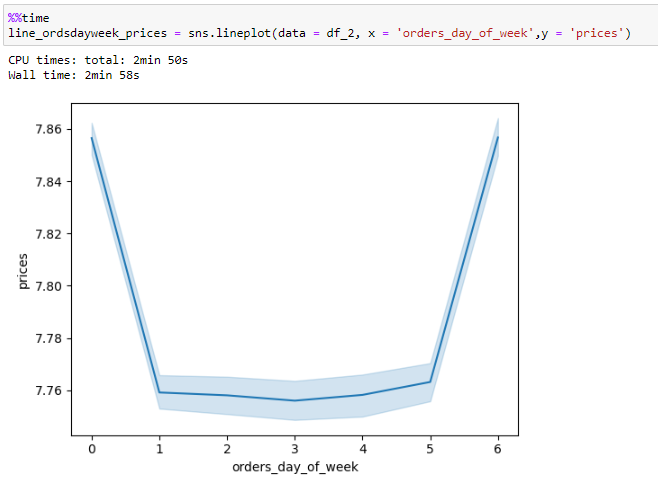 %%time
line_ordsdayweek_prices = sns.lineplot(data = df_2, x = 'orders_day_of_week',y = 'prices')
CPU times: total: 2min 50s
Wall time: 2min 58s
7.86
7.84
7.82
7.80
7.78
7.76
prices
0 1 2 3 4 5 6
orders_day_of_week